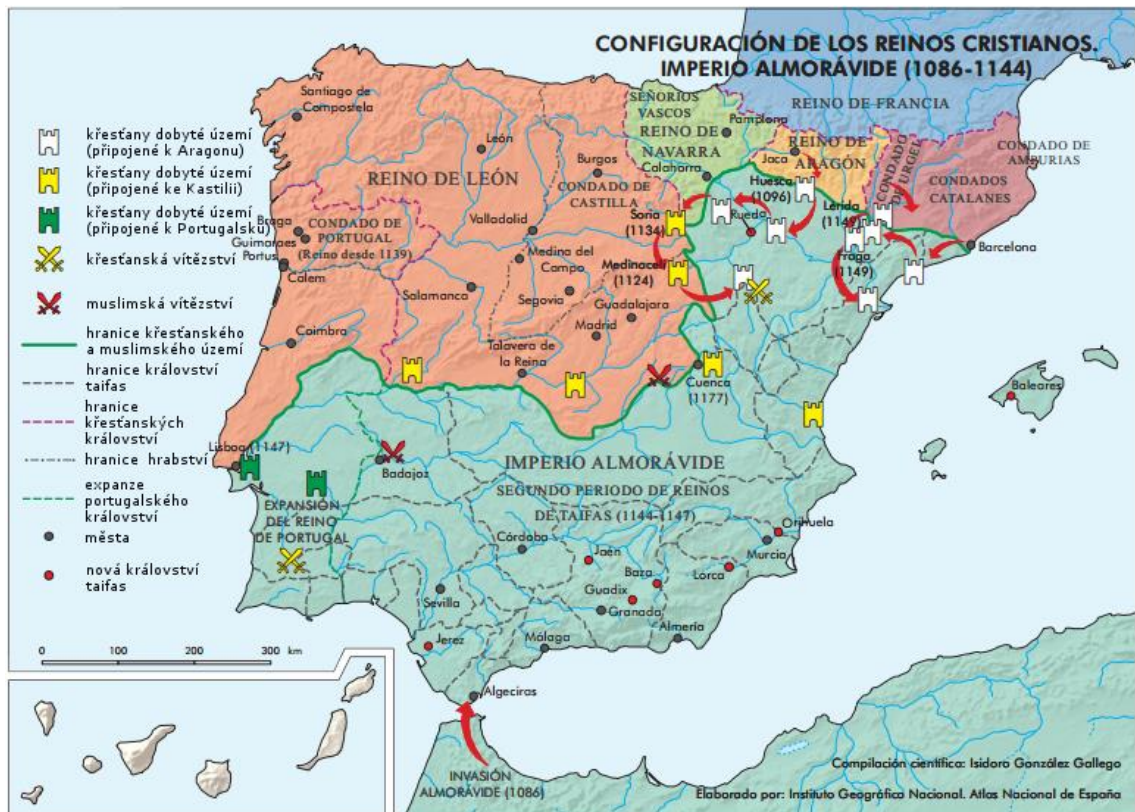 CONFIGURACIÓN DE LOS REINOS CRISTIANOS.
IMPERIO ALMORÁVIDE (1086-1144)
křesťany dobyté území
(připojené k Aragonu)
křesťany dobyté území
(připojené ke Kastilii)
křesťany dobyté území
(připojené k Portugalsku)
křesťanská vítězství
muslimská vítězství
hranice křesťanského
a muslimského území
hranice království
taifas
hranice
křesťanských
království
hranice hrabství
expanze
portugalského
království
města
nová království
taifas
0 100 200 300 km
Santiago de
Compostela
León
REINO DE LEÓN
Burgos
CONDADO DE
CASTILLA
SEÑORIOS
VASCOS
Pamplona
REINO DE
NAVARRA
Calahorra
REINO DE FRANCIA
Jaca
REINO DE
ARAGÓN
CONDADO
DE URGEL
CONDADO DE
AMPURIAS
CONDADOS
CATALANES
Huesca
(1096)
Lérida
(1149)
Barcelona
Braga
Guimaraes
Portus
Calem
CONDADO DE
PORTUGAL
(Reino desde 1139)
Valladolid
Soria
(1134)
Rueda
Fraga
(1149)
Medina del
Campo
Medinaceli
(1124)
Salamanca
Segovia
Guadalajara
Coimbra
Madrid
Talavera de
la Reina
Cuenca
(1177)
Baleares
Lisboa (1147)
Badajoz
IMPERIO ALMORÁVIDE
SEGUNDO PERIODO DE REINOS
DE TAIFAS (1144-1147)
EXPANSIÓN
DEL REINO
DE PORTUGAL
Córdoba
Jaén
Orihuela
Murcia
Baza
Lorca
Guadix
Sevilla
Granada
Jerez
Málaga
Almería
Algeciras
INVASIÓN
ALMORÁVIDE (1086)
Compilación científica: Isidoro González Gallego
Elaborado por: Instituto Geográfica Nacional. Atlas Nacional de España